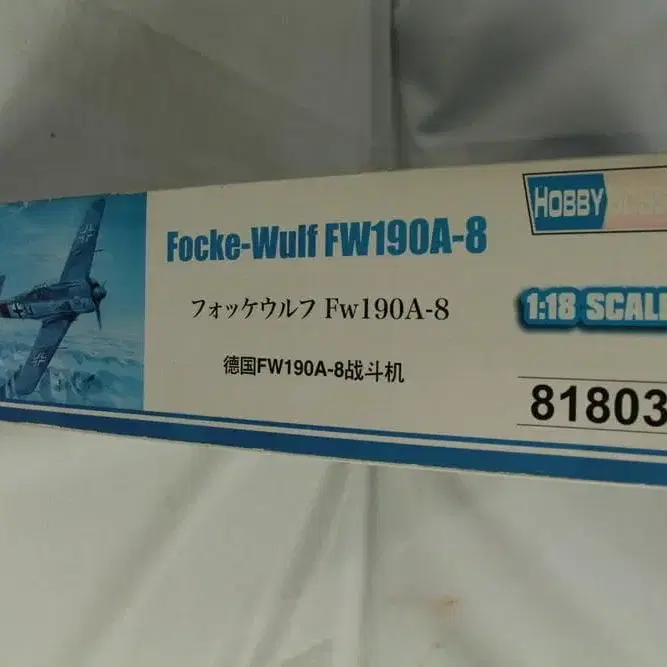 Focke-Wulf FW190A-8
フォッケウルフ Fw190A-8
德国FW190A-8战斗机
HOBBY
1:18 SCALE
81803